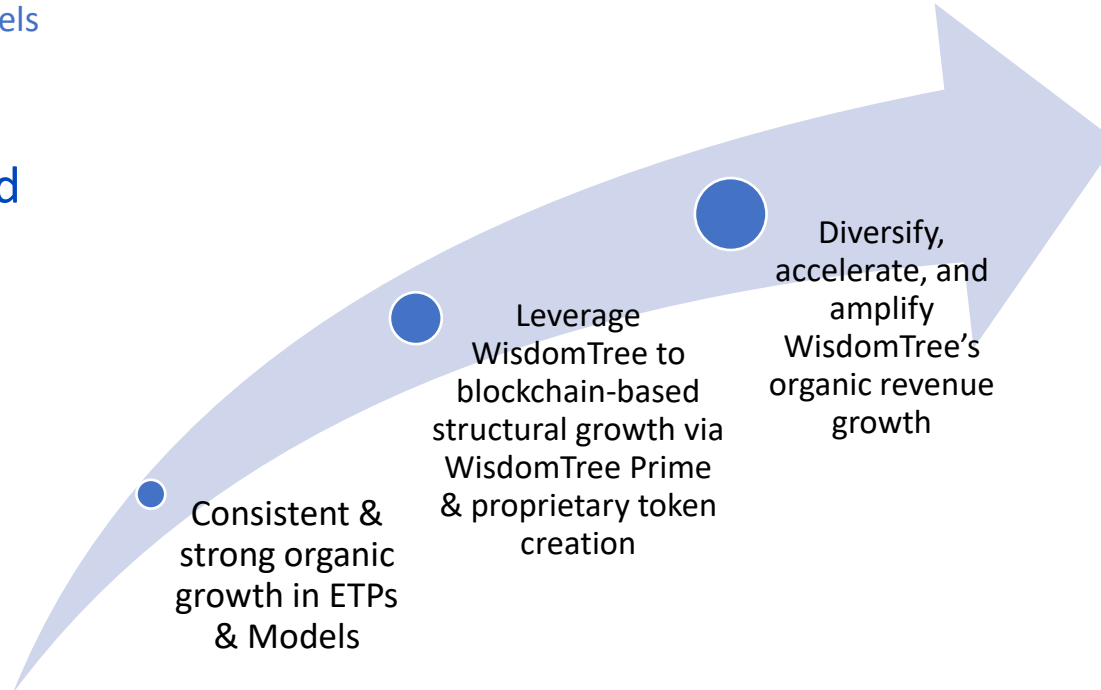 Consistent &
strong organic
growth in ETPs
& Models
Leverage
WisdomTree to
blockchain-based
structural growth via
WisdomTree Prime
& proprietary token
creation
Diversify,
accelerate, and
amplify
WisdomTree’s
organic revenue
growth